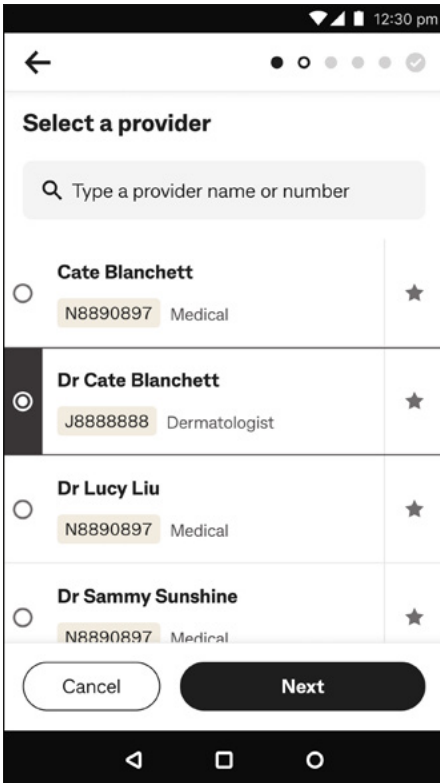 12:30 pm
Select a provider
Type a provider name or number
Cate Blanchett
N8890897 Medical
Dr Cate Blanchett
J8888888 Dermatologist
Dr Lucy Liu
N8890897 Medical
Dr Sammy Sunshine
N8890897 Medical
Cancel Next